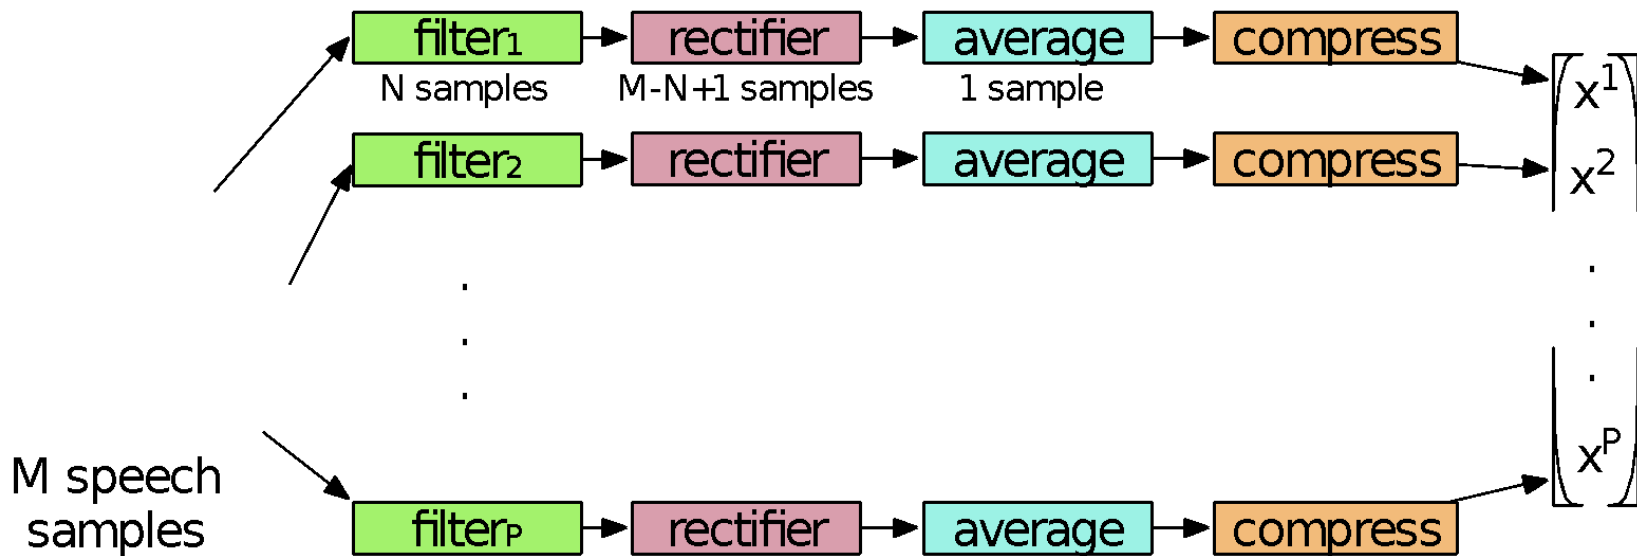 filter₁ rectifier average compress
N samples M-N+1 samples 1 sample
x¹
filter₂ rectifier average compress
x²
.
.
.
.
.
.
M speech
samples
xᴾ
filterₚ rectifier average compress